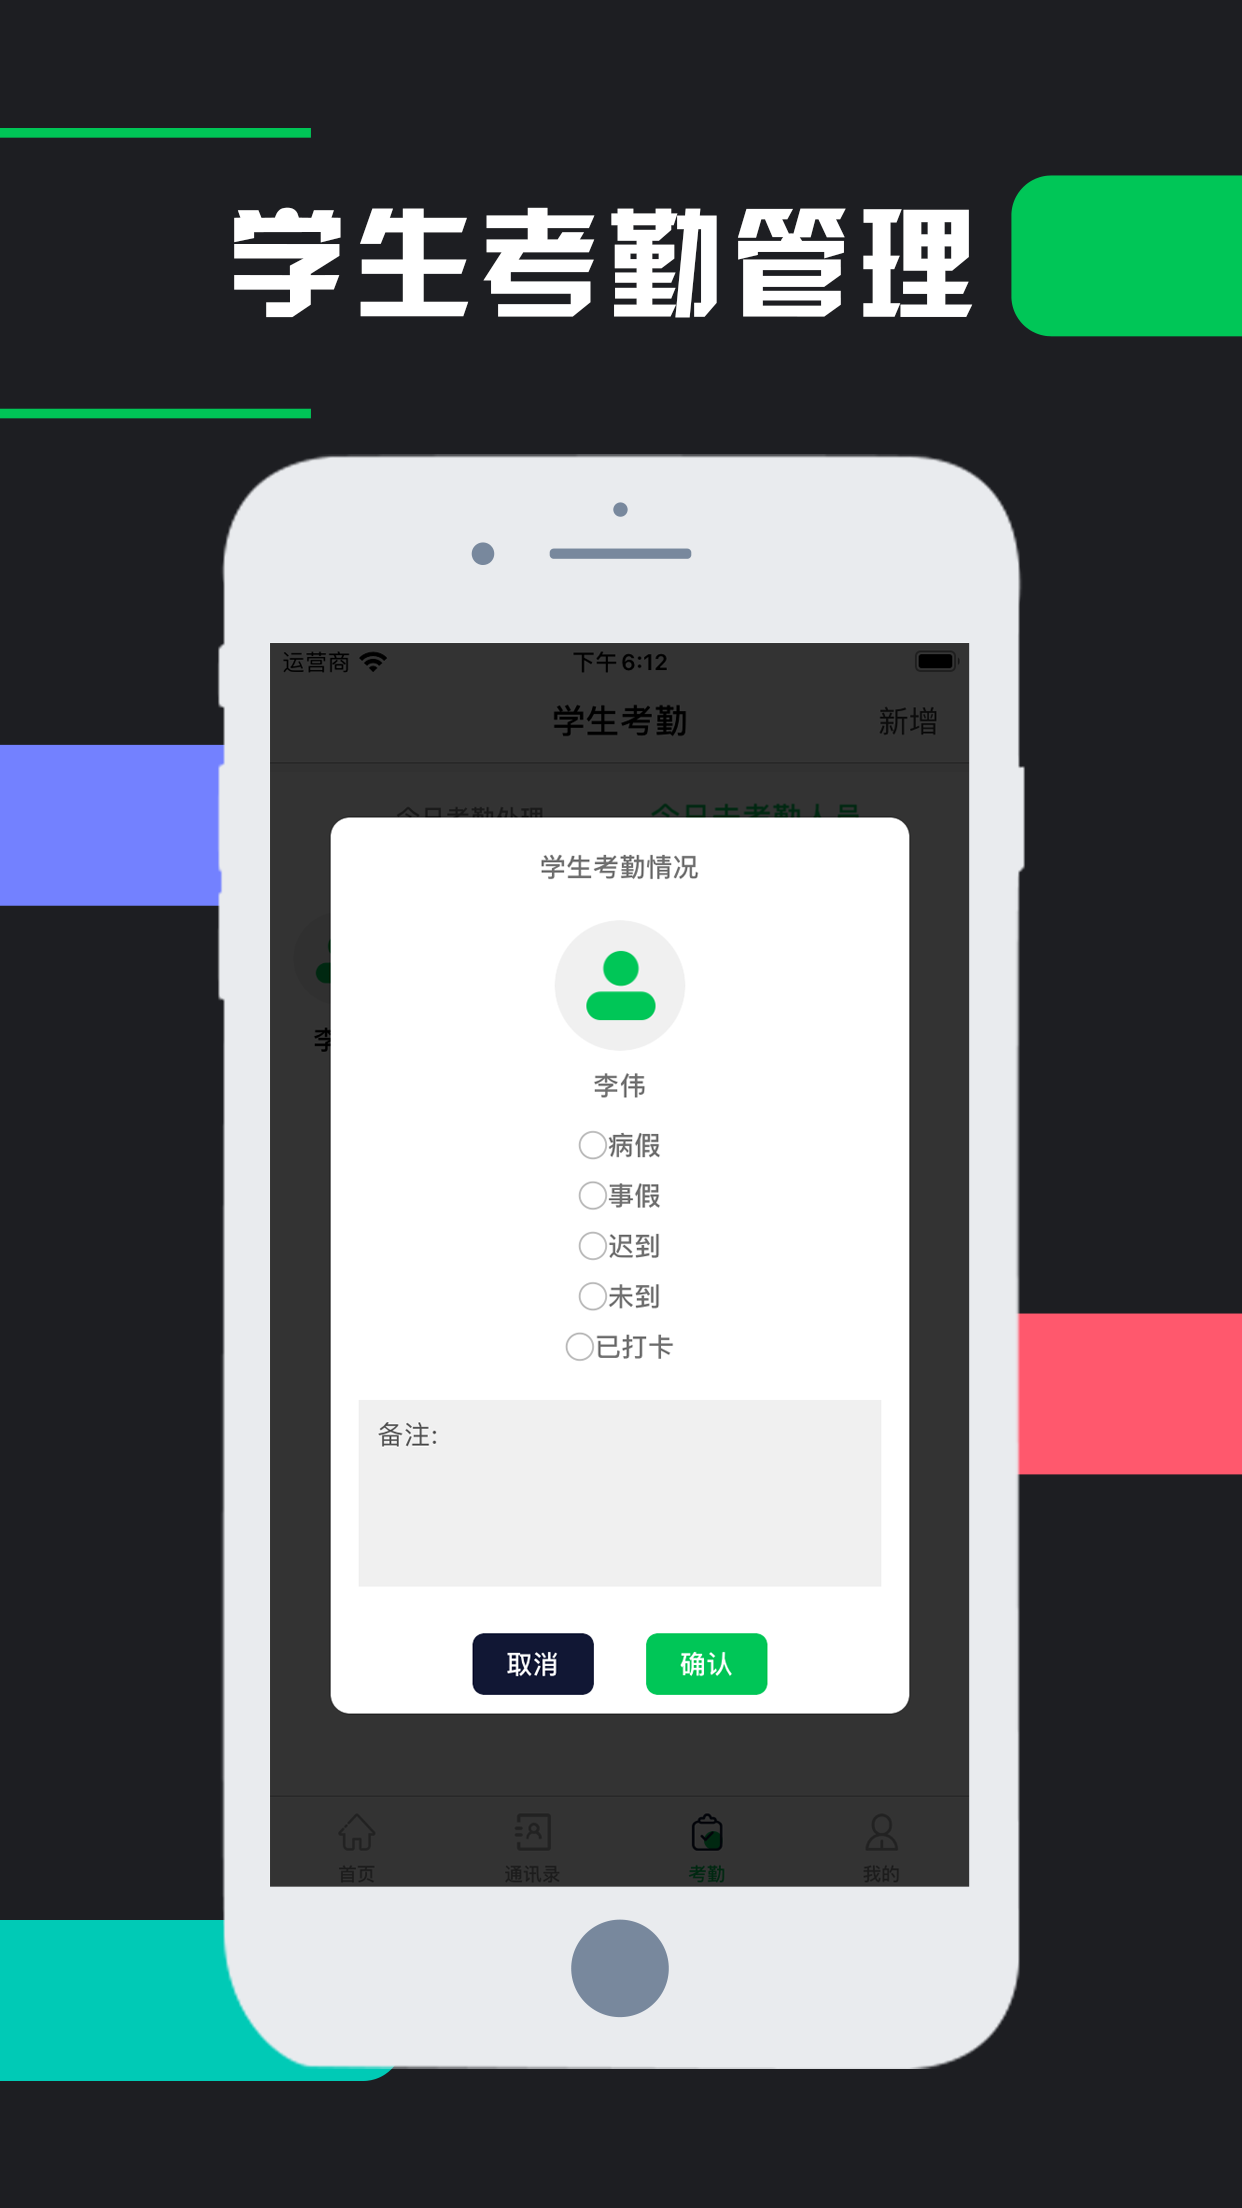 学生考勤管理
运营商 下午6:12
学生考勤 新增
今日考勤处理 今日未考勤人员
学生考勤情况
李
李伟
病假
事假
迟到
未到
已打卡
备注:
取消 确认
首页 通讯录 考勤 我的